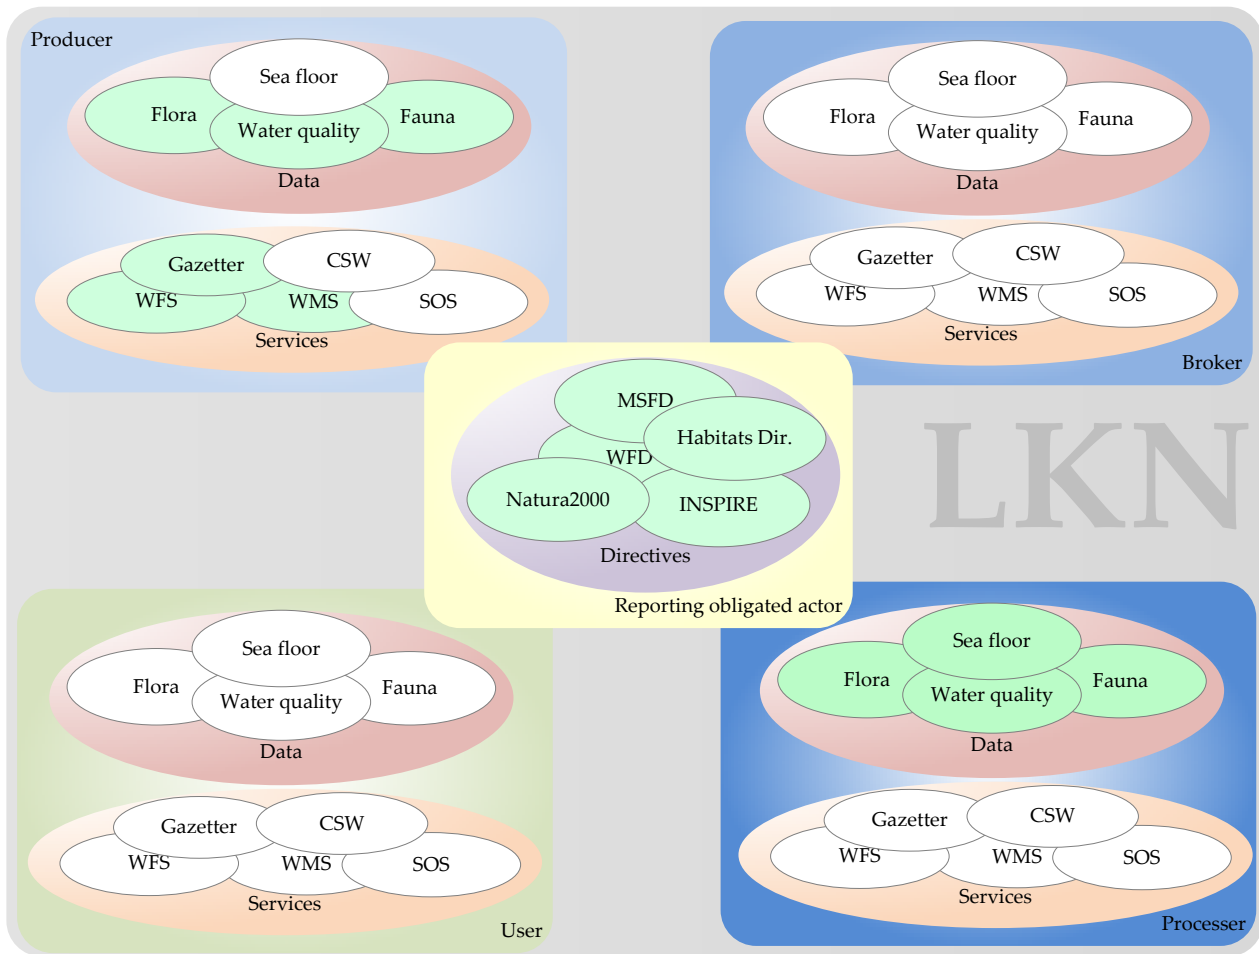 Producer
Sea floor
Flora
Water quality
Fauna
Data
Gazetter
CSW
WFS
WMS
SOS
Services
Sea floor
Flora
Water quality
Fauna
Data
Gazetter
CSW
WFS
WMS
SOS
Services
Broker
MSFD
Habitats Dir.
WFD
Natura2000
INSPIRE
Directives
Reporting obligated actor
LKN
Sea floor
Flora
Water quality
Fauna
Data
Gazetter
CSW
WFS
WMS
SOS
Services
User
Sea floor
Flora
Water quality
Fauna
Data
Gazetter
CSW
WFS
WMS
SOS
Services
Processer